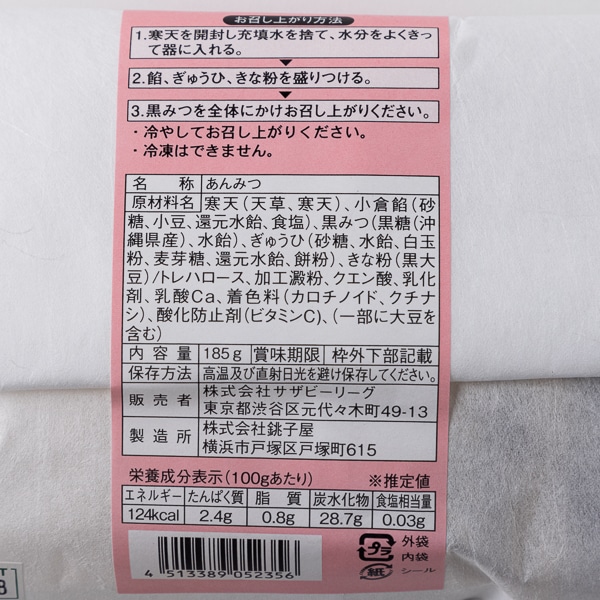 お召し上がり方法
1.寒天を開封し充填水を捨て、水分をよくきっ
て器に入れる。
2.餡、ぎゅうひ、きな粉を盛りつける。
3.黒みつを全体にかけお召し上がりください。
・冷やしてお召し上がりください。
・冷凍はできません。
名 称 あんみつ
原材料名 寒天(天草、寒天)、小倉餡(砂
糖、小豆、還元水飴、食塩)、黒みつ(黒糖(沖
縄県産)、水飴)、ぎゅうひ(砂糖、水飴、白玉
粉、麦芽糖、還元水飴、餅粉)、きな粉(黒大
豆)/トレハロース、加工澱粉、クエン酸、乳化
剤、乳酸Ca、着色料(カロチノイド、クチナ
シ)、酸化防止剤(ビタミンC)、(一部に大豆を
含む)
内 容 量 185g 賞味期限 枠外下部記載
保存方法 高温及び直射日光を避け保存してください。
販 売 者 株式会社サザビーリーグ
東京都渋谷区元代々木町49-13
製 造 所 株式会社銚子屋
横浜市戸塚区戸塚町615
栄養成分表示(100gあたり) ※推定値
エネルギー たんぱく質 脂 質 炭水化物 食塩相当量
124kcal 2.4g 0.8g 28.7g 0.03g
4 513389 052356
プラ 外袋
内袋
紙 シール